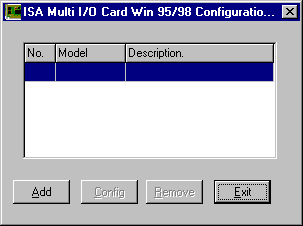 ISA Multi I/O Card Win 95/98 Configuratio...
No. Model Description.
Add Config Remove Exit